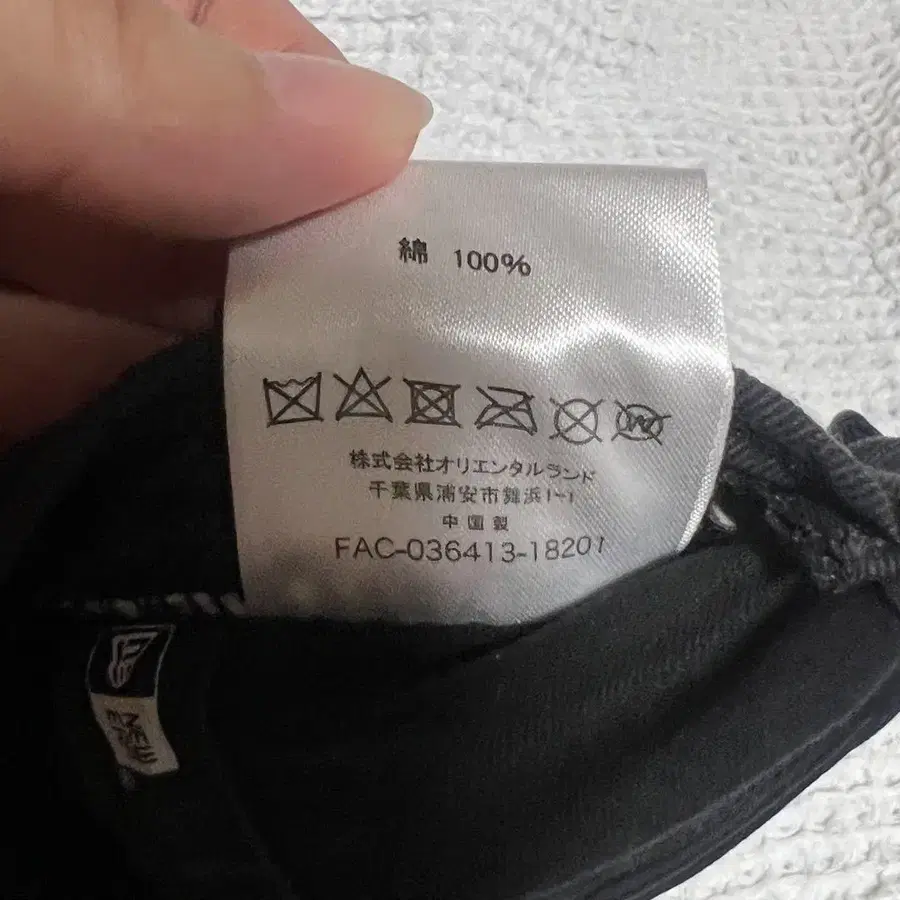 綿 100%
株式会社オリエンタルランド
千葉県浦安市舞浜1-1
中国製
FAC-036413-18201
NEW